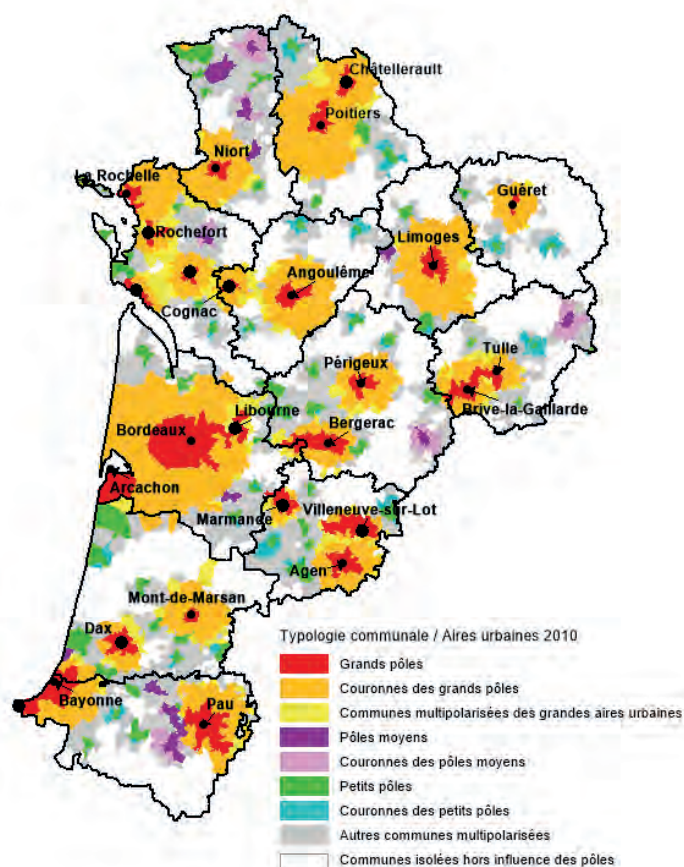 Châtellerault
Poitiers
Niort
La Rochelle
Guéret
Rochefort
Limoges
Angoulême
Cognac
Tulle
Périgeux
Libourne
Brive-la-Gaillarde
Bordeaux
Bergerac
Arcachon
Marmande
Villeneuve-sur-Lot
Agen
Mont-de-Marsan
Dax
Bayonne
Pau
Typologie communale / Aires urbaines 2010
Grands pôles
Couronnes des grands pôles
Communes multipolarisées des grandes aires urbaines
Pôles moyens
Couronnes des pôles moyens
Petits pôles
Couronnes des petits pôles
Autres communes multipolarisées
Communes isolées hors influence des pôles